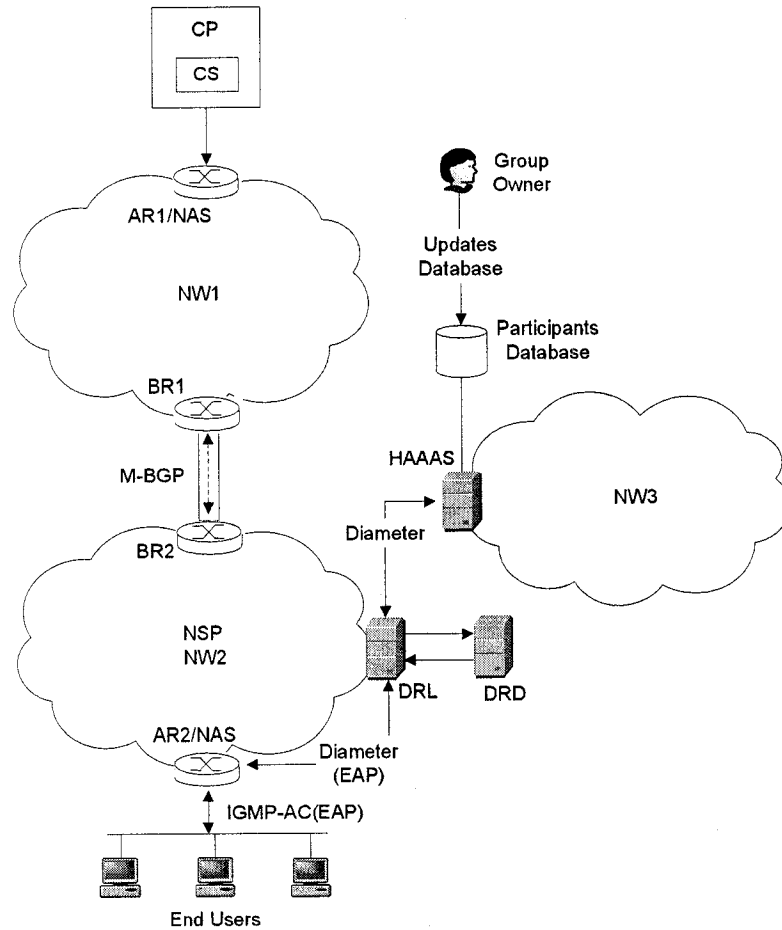 CP
CS
AR1/NAS
Group
Owner
Updates
Database
NW1
Participants
Database
BR1
HAAAS
M-BGP
NW3
Diameter
BR2
NSP
NW2
DRL
DRD
AR2/NAS
Diameter
(EAP)
IGMP-AC(EAP)
End Users